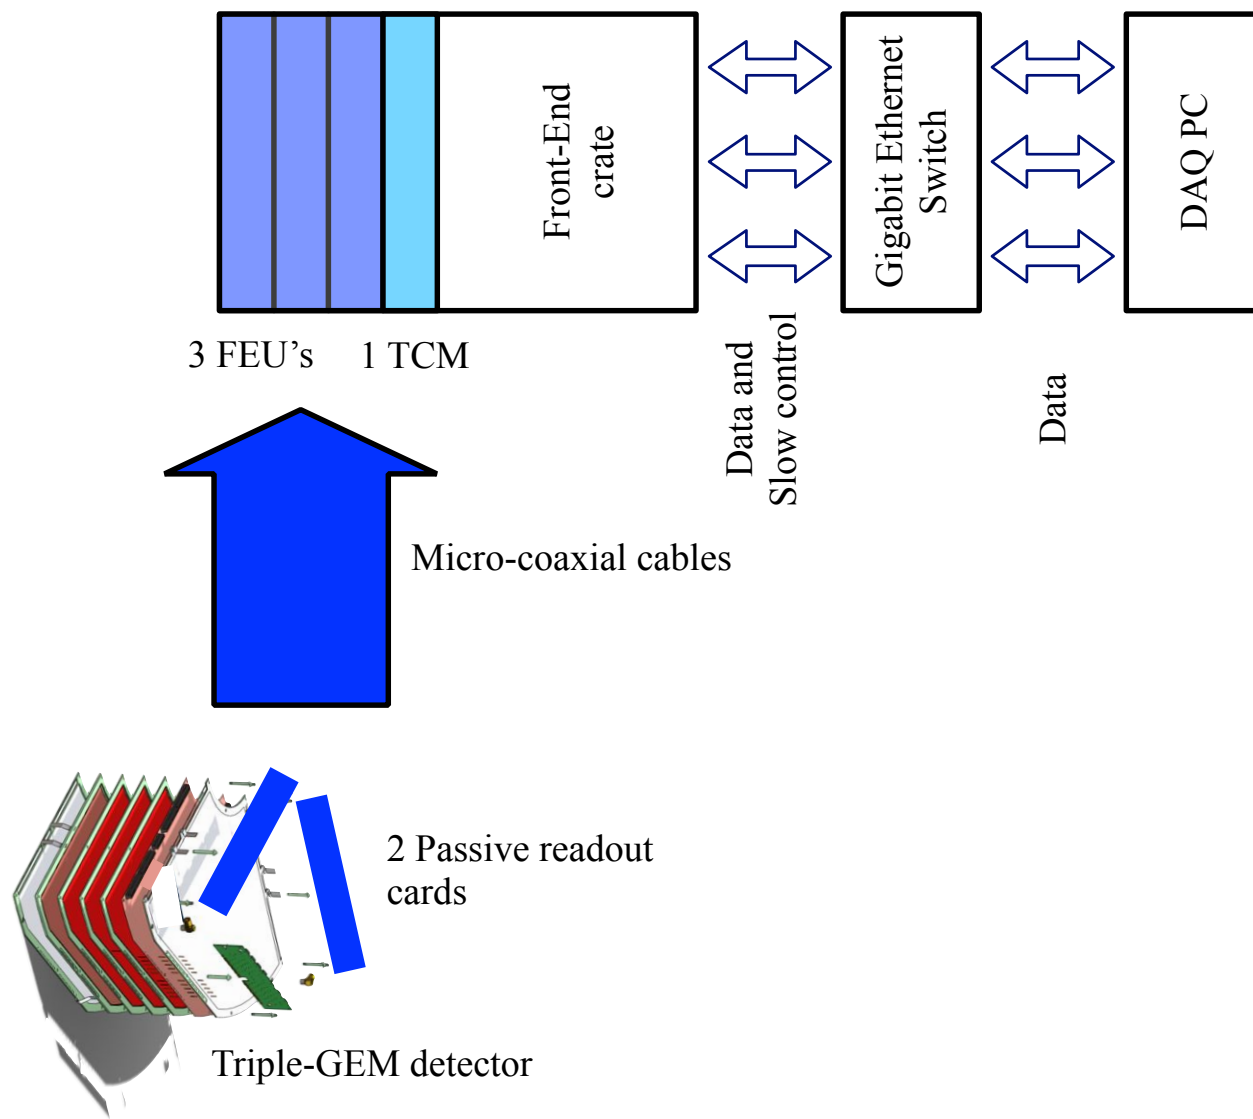 Front-End
crate
Gigabit Ethernet
Switch
DAQ PC
3 FEU’s
1 TCM
Data and
Slow control
Data
Micro-coaxial cables
2 Passive readout
cards
Triple-GEM detector